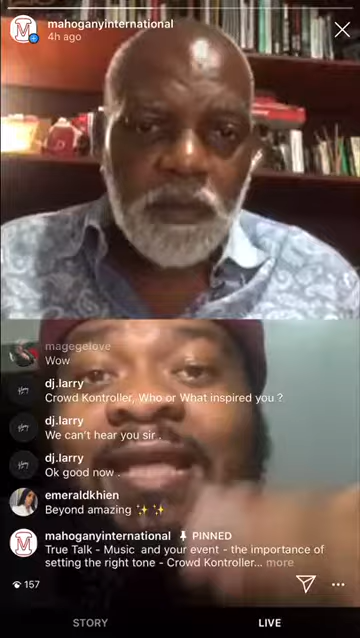 mahoganyinternational
4h ago
magegelove
Wow
dj.larry
Crowd Kontroller, Who or What inspired you ?
dj.larry
We can't hear you sir .
dj.larry
Ok good now .
emeraldkhien
Beyond amazing ✨ ✨
mahoganyinternational PINNED
True Talk - Music and your event - the importance of
setting the right tone - Crowd Kontroller... more
157
STORY LIVE